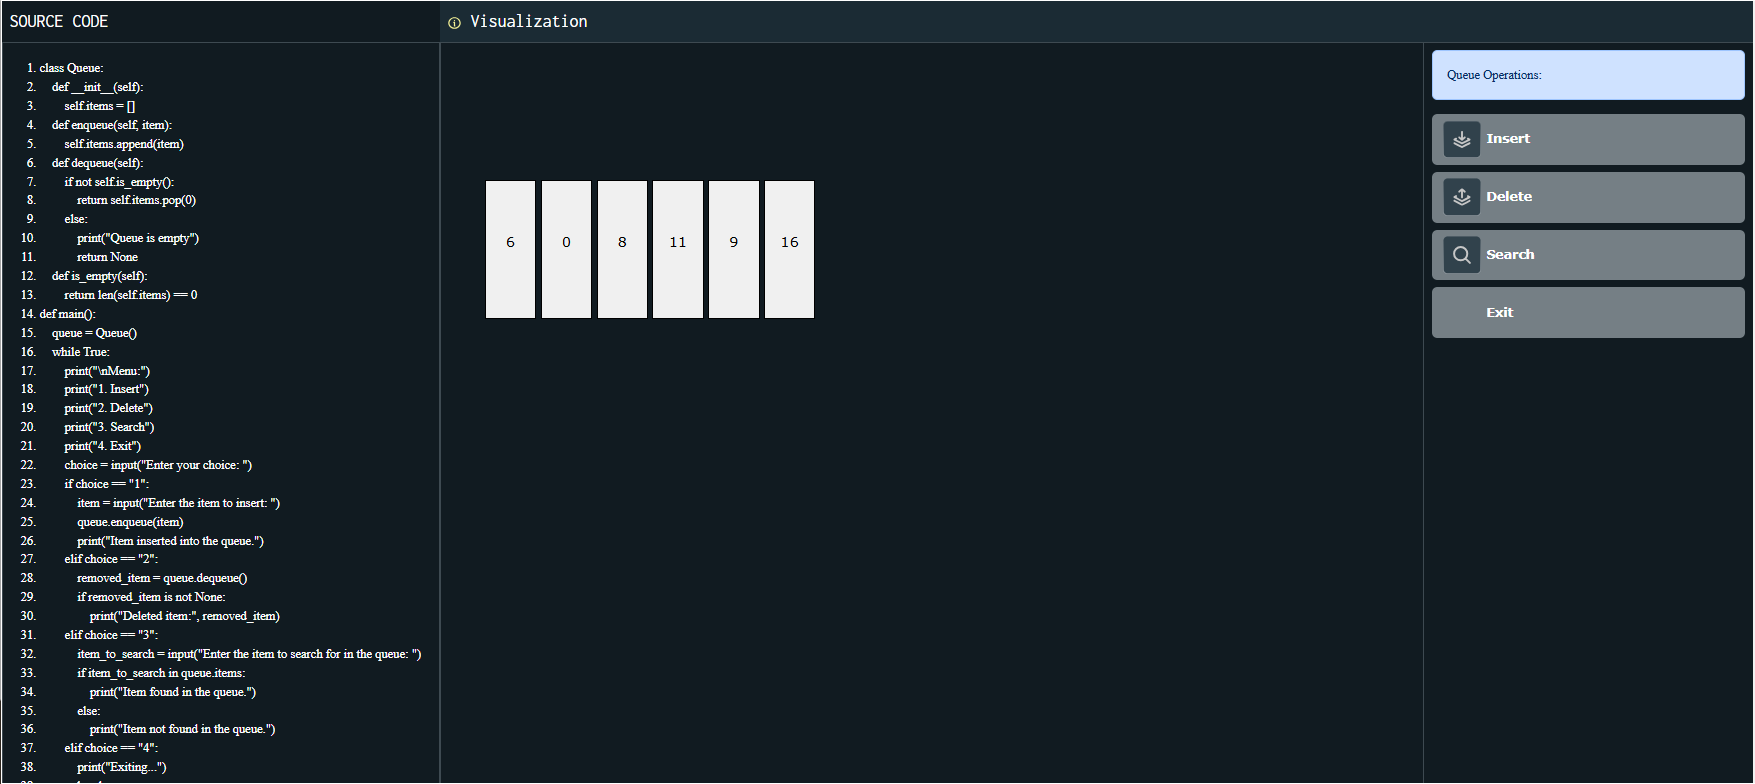 SOURCE CODE
Visualization
1. class Queue:
2. def __init__(self):
3. self.items = []
4. def enqueue(self, item):
5. self.items.append(item)
6. def dequeue(self):
7. if not self.is_empty():
8. return self.items.pop(0)
9. else:
10. print("Queue is empty")
11. return None
12. def is_empty(self):
13. return len(self.items) == 0
14. def main():
15. queue = Queue()
16. while True:
17. print("\nMenu:")
18. print("1. Insert")
19. print("2. Delete")
20. print("3. Search")
21. print("4. Exit")
22. choice = input("Enter your choice: ")
23. if choice == "1":
24. item = input("Enter the item to insert: ")
25. queue.enqueue(item)
26. print("Item inserted into the queue.")
27. elif choice == "2":
28. removed_item = queue.dequeue()
29. if removed_item is not None:
30. print("Deleted item:", removed_item)
31. elif choice == "3":
32. item_to_search = input("Enter the item to search for in the queue: ")
33. if item_to_search in queue.items:
34. print("Item found in the queue.")
35. else:
36. print("Item not found in the queue.")
37. elif choice == "4":
38. print("Exiting...")
6 0 8 11 9 16
Queue Operations:
Insert
Delete
Search
Exit